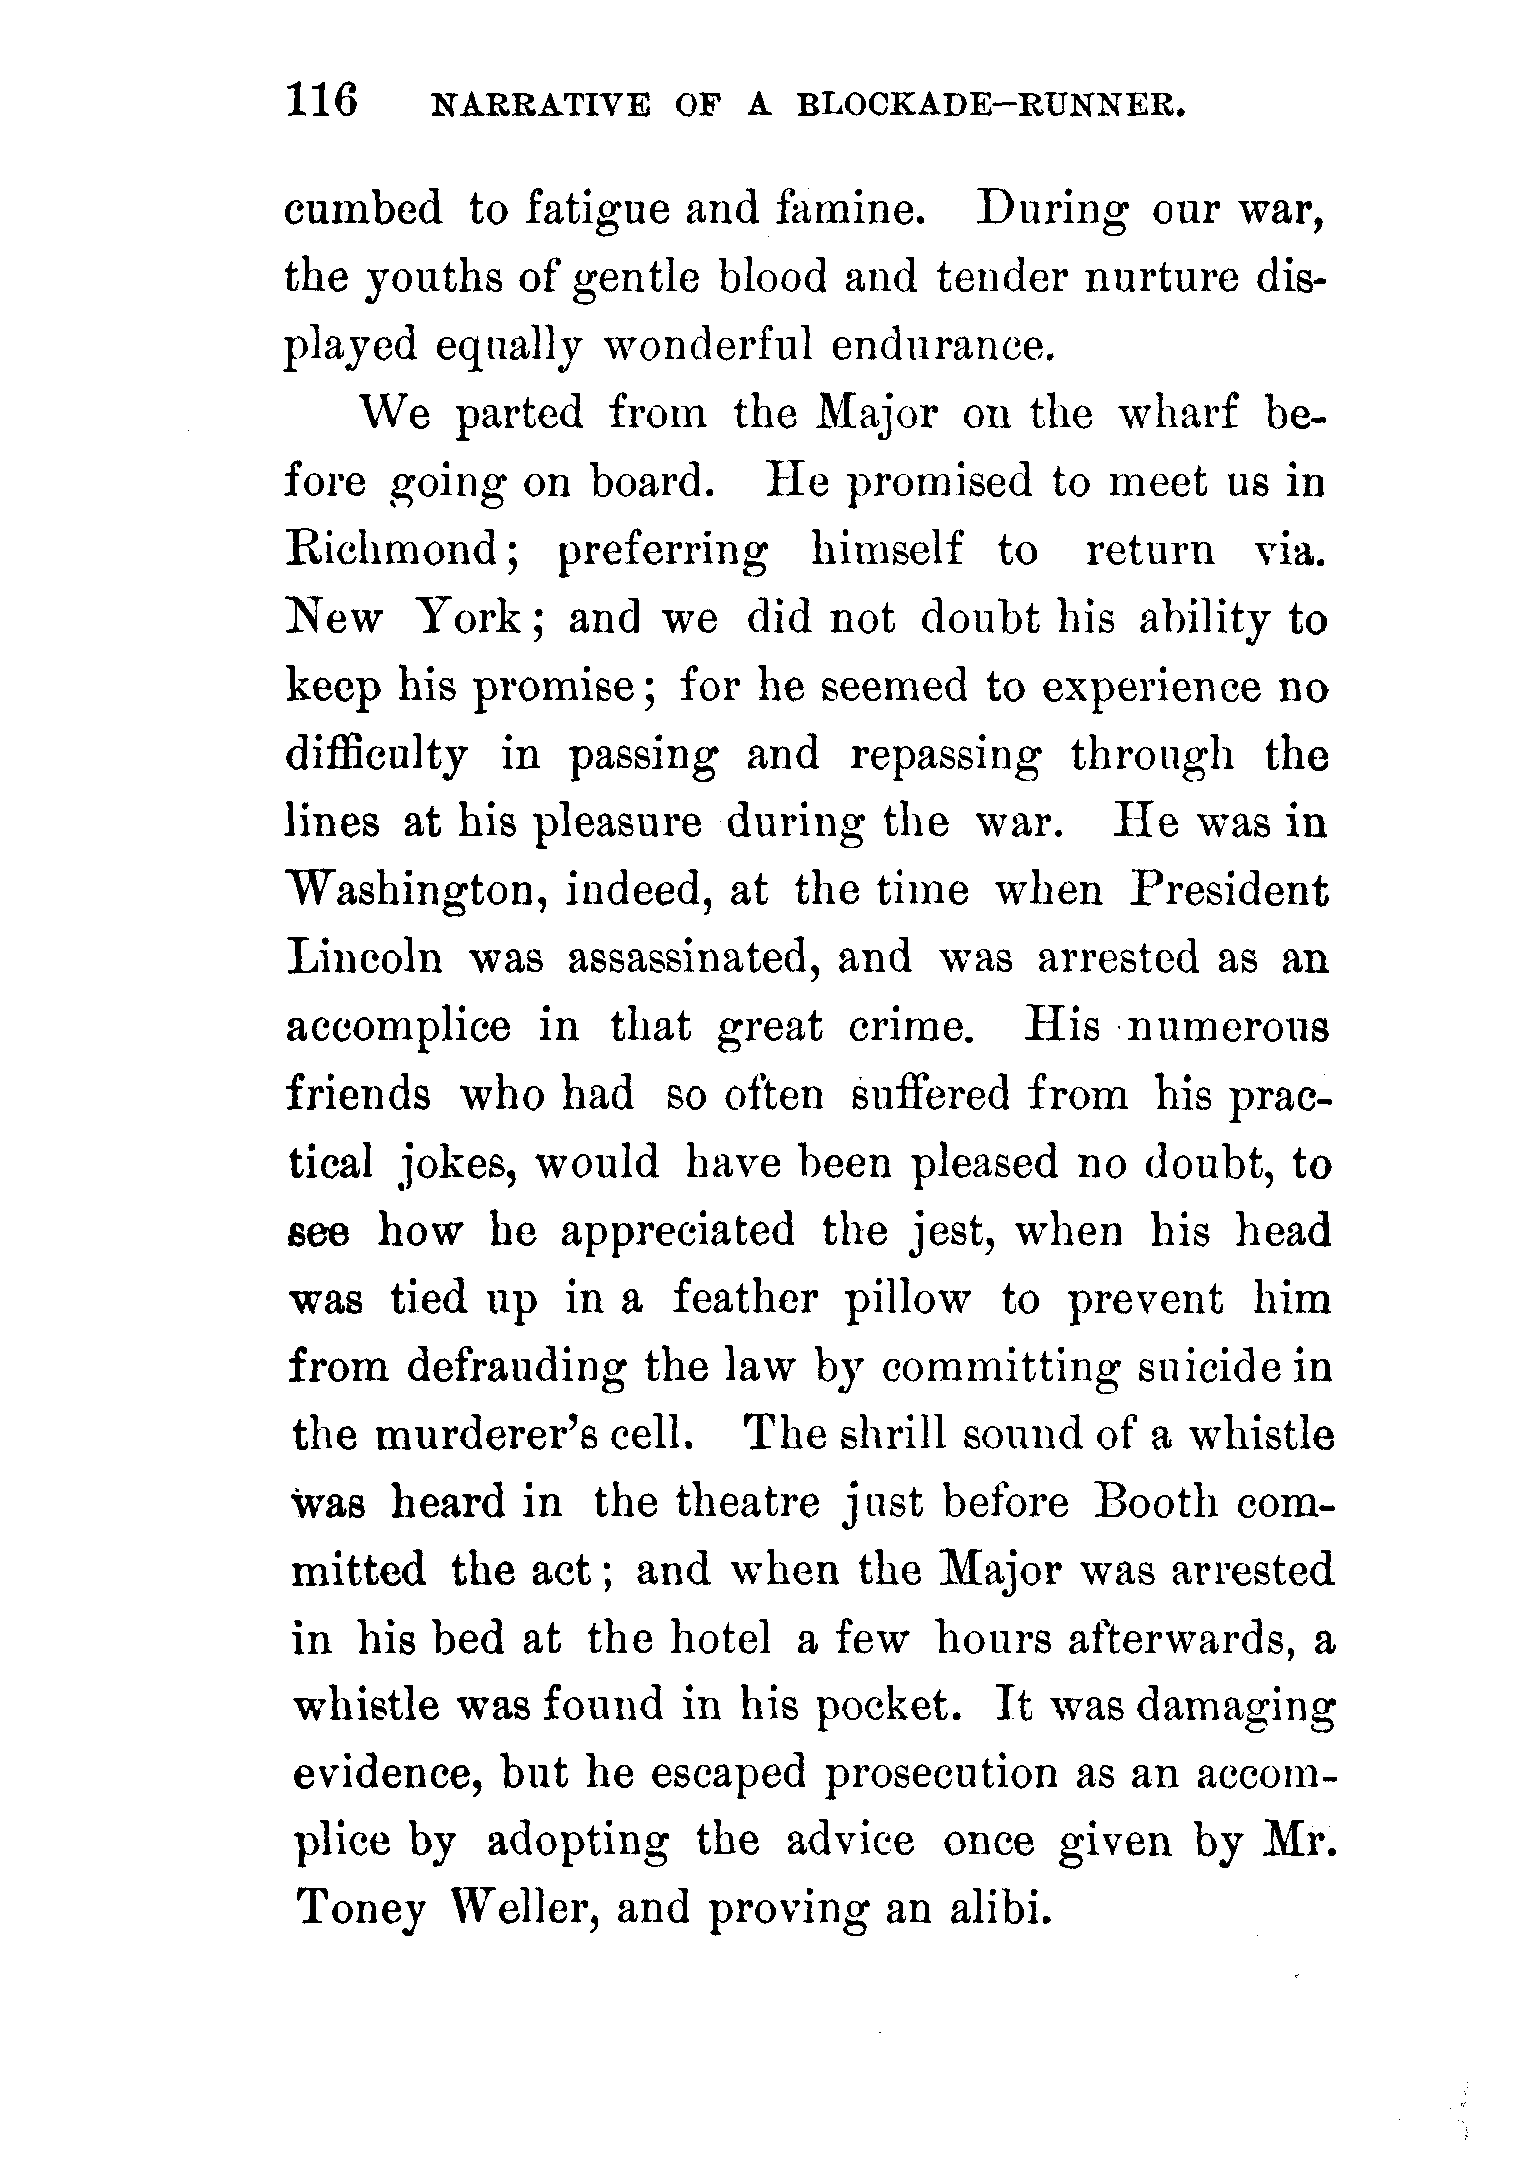 116 NARRATIVE OF A BLOCKADE-RUNNER.
cumbed to fatigue and famine. During our war,
the youths of gentle blood and tender nurture dis-
played equally wonderful endurance.
We parted from the Major on the wharf be-
fore going on board. He promised to meet us in
Richmond; preferring himself to return via.
New York; and we did not doubt his ability to
keep his promise; for he seemed to experience no
difficulty in passing and repassing through the
lines at his pleasure during the war. He was in
Washington, indeed, at the time when President
Lincoln was assassinated, and was arrested as an
accomplice in that great crime. His numerous
friends who had so often suffered from his prac-
tical jokes, would have been pleased no doubt, to
see how he appreciated the jest, when his head
was tied up in a feather pillow to prevent him
from defrauding the law by committing suicide in
the murderer's cell. The shrill sound of a whistle
was heard in the theatre just before Booth com-
mitted the act; and when the Major was arrested
in his bed at the hotel a few hours afterwards, a
whistle was found in his pocket. It was damaging
evidence, but he escaped prosecution as an accom-
plice by adopting the advice once given by Mr.
Toney Weller, and proving an alibi.